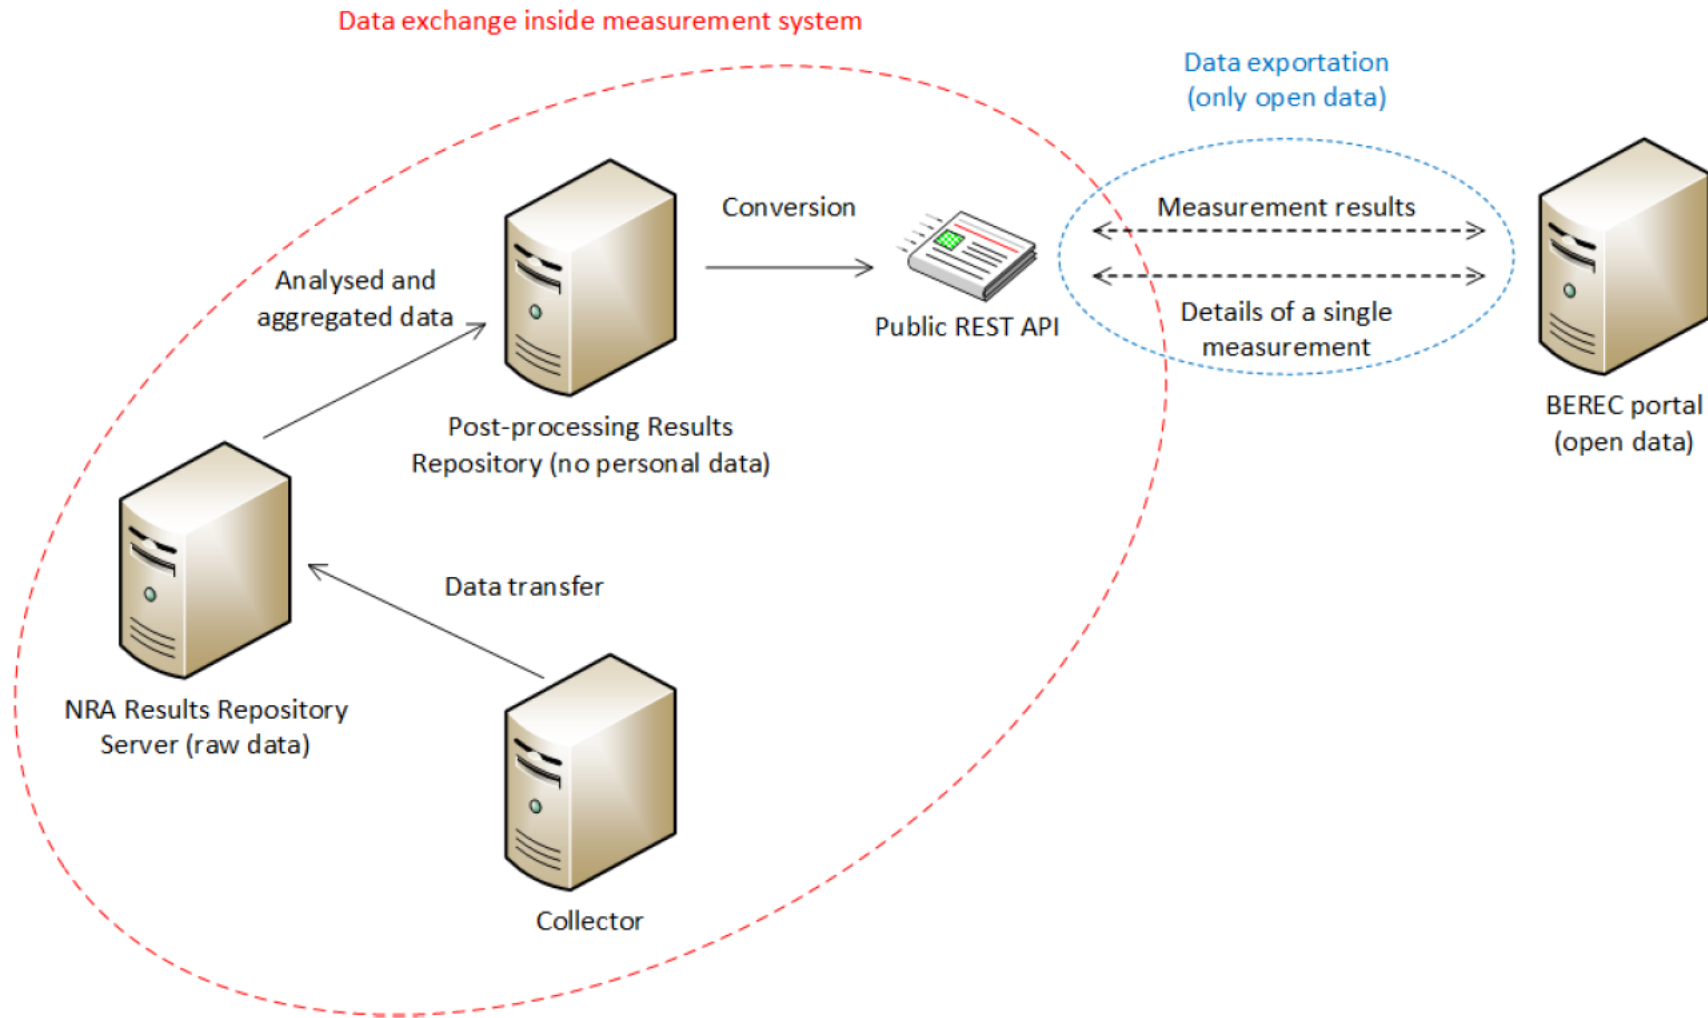 Data exchange inside measurement system
Data exportation
(only open data)
Conversion
Measurement results
Analysed and
aggregated data
Public REST API
Details of a single
measurement
Post-processing Results
Repository (no personal data)
BEREC portal
(open data)
Data transfer
NRA Results Repository
Server (raw data)
Collector